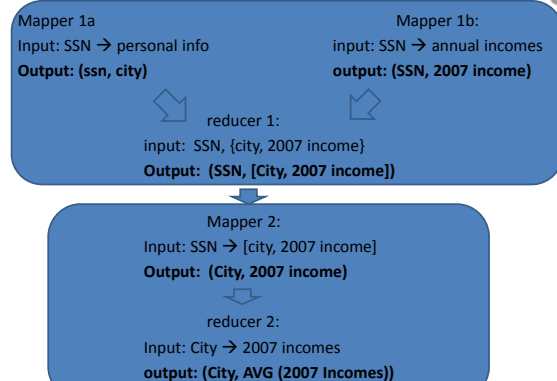 Mapper 1a
Input: SSN → personal info
Output: (ssn, city)
Mapper 1b:
input: SSN → annual incomes
output: (SSN, 2007 income)
reducer 1:
input:  SSN, {city, 2007 income}
Output:  (SSN, [City, 2007 income])
Mapper 2:
Input: SSN → [city, 2007 income]
Output:  (City, 2007 income)
reducer 2:
Input: City → 2007 incomes
output: (City, AVG (2007 Incomes))